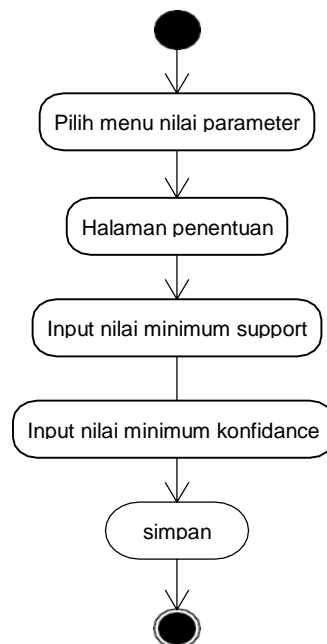 Pilih menu nilai parameter
Halaman penentuan
Input nilai minimum support
Input nilai minimum konfidance
simpan